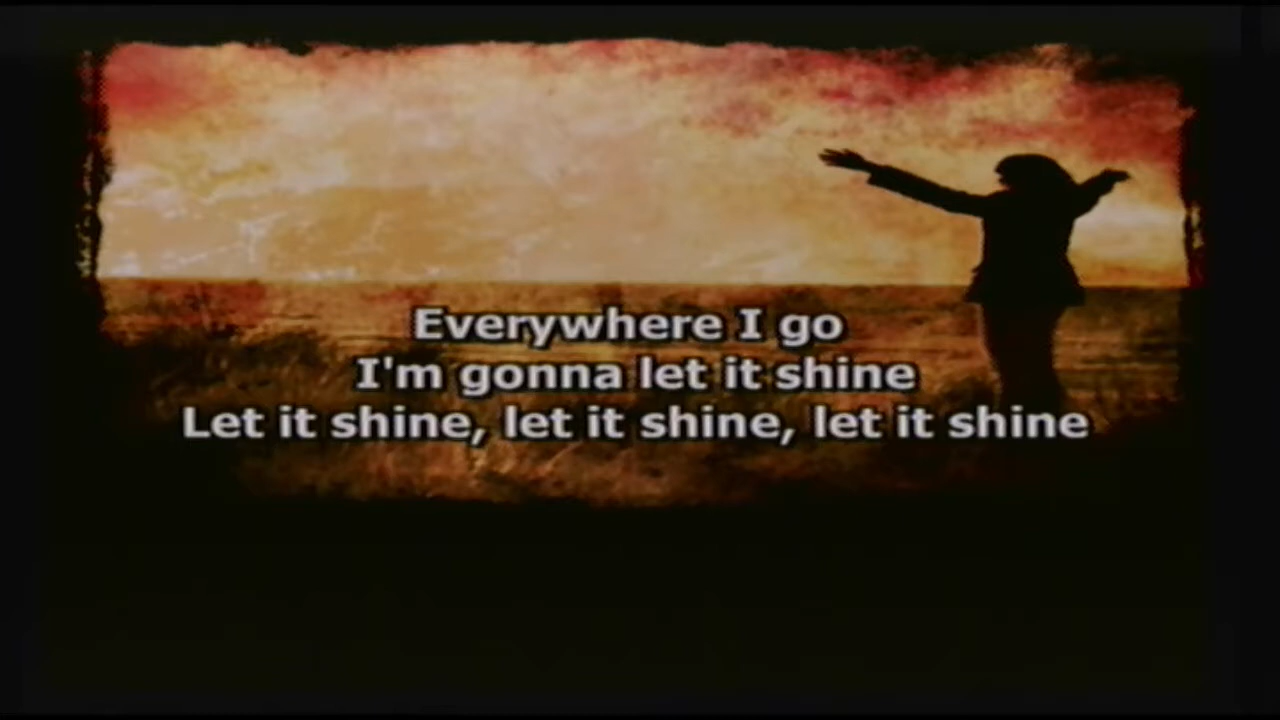 Everywhere I go
I'm gonna let it shine
Let it shine, let it shine, let it shine